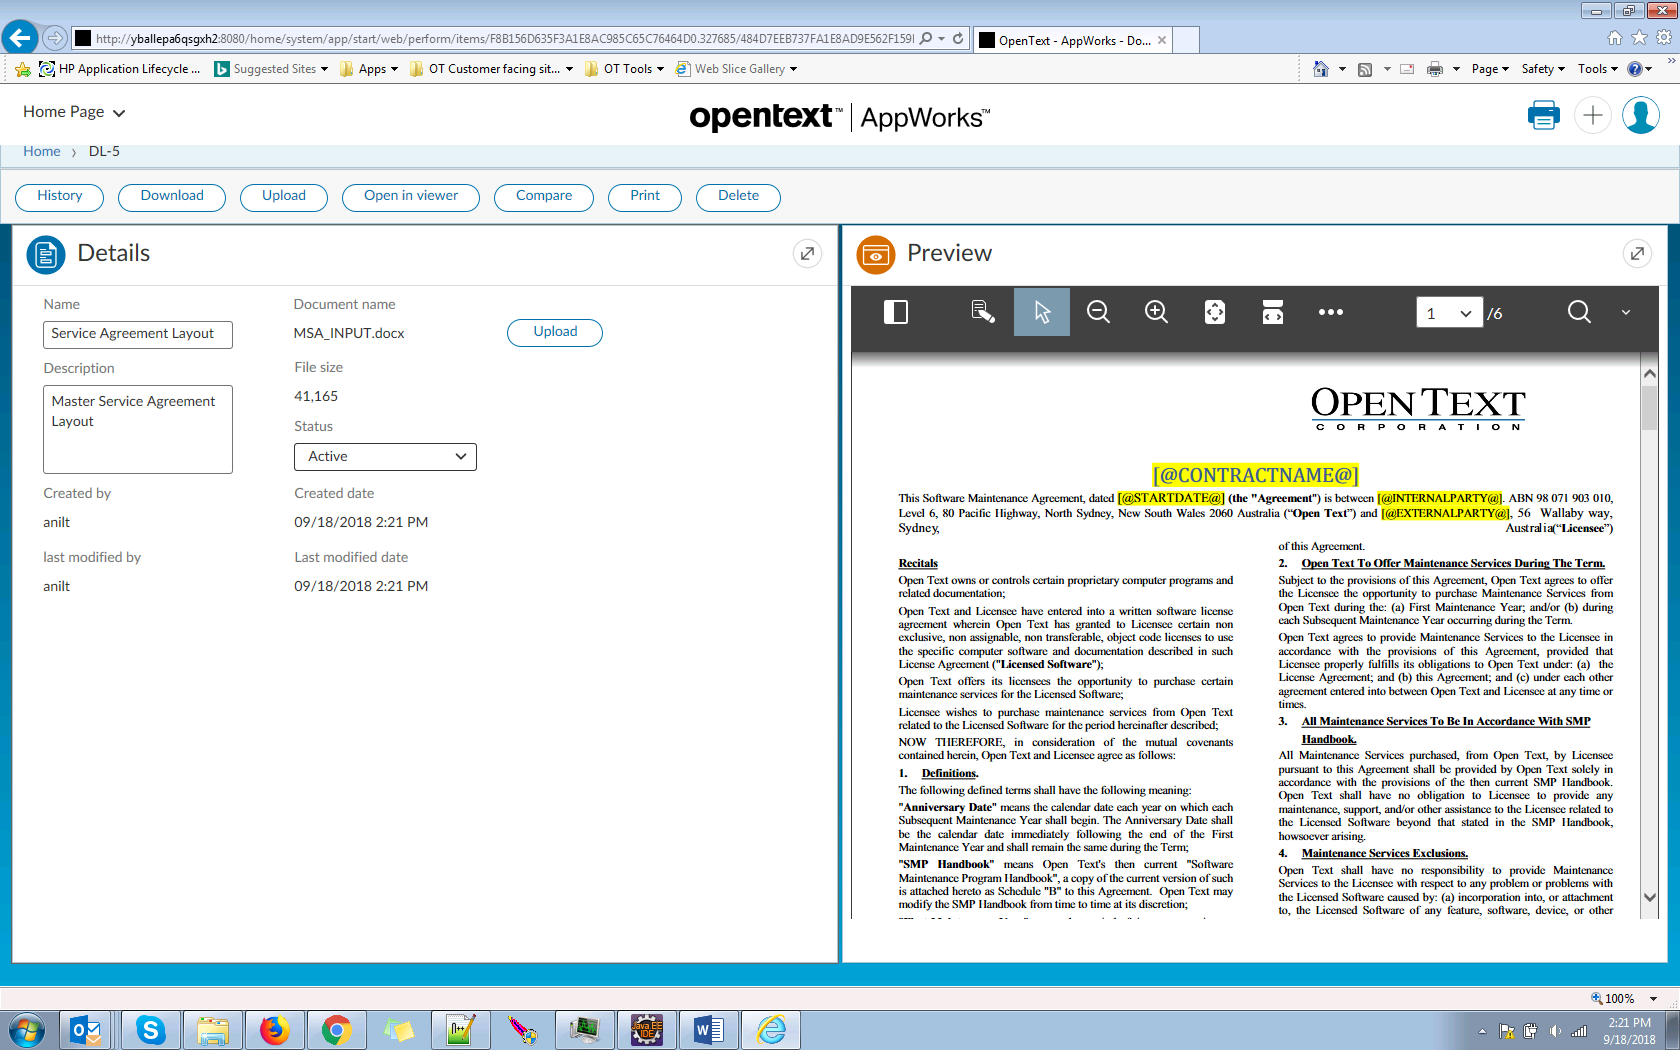 http://yballepa6qsgxh2:8080/home/system/app/start/web/perform/items/F8B156D635F3A1E8AC985C65C76464D0.327685/484D7EEB737FA1E8AD9E562F159
OpenText - AppWorks - Do...
HP Application Lifecycle ...
Suggested Sites
Apps
OT Customer facing sit...
OT Tools
Web Slice Gallery
Page
Safety
Tools
Home Page
opentext™ | AppWorks™
Home › DL-5
History
Download
Upload
Open in viewer
Compare
Print
Delete
Details
Name
Service Agreement Layout
Description
Master Service Agreement
Layout
Created by
anilt
last modified by
anilt
Document name
MSA_INPUT.docx
Upload
File size
41,165
Status
Active
Created date
09/18/2018 2:21 PM
Last modified date
09/18/2018 2:21 PM
Preview
1
/6
OPEN TEXT
CORPORATION
[@CONTRACTNAME@]
This Software Maintenance Agreement, dated [@STARTDATE@] (the "Agreement") is between [@INTERNALPARTY@]. ABN 98 071 903 010,
Level 6, 80 Pacific Highway, North Sydney, New South Wales 2060 Australia (“Open Text”) and [@EXTERNALPARTY@], 56 Wallaby way,
Sydney, Australia(“Licensee”)
Recitals
Open Text owns or controls certain proprietary computer programs and
related documentation;
Open Text and Licensee have entered into a written software license
agreement wherein Open Text has granted to Licensee certain non
exclusive, non assignable, non transferable, object code licenses to use
the specific computer software and documentation described in such
License Agreement ("Licensed Software");
Open Text offers its licensees the opportunity to purchase certain
maintenance services for the Licensed Software;
Licensee wishes to purchase maintenance services from Open Text
related to the Licensed Software for the period hereinafter described;
NOW THEREFORE, in consideration of the mutual covenants
contained herein, Open Text and Licensee agree as follows:
1. Definitions.
The following defined terms shall have the following meaning:
"Anniversary Date" means the calendar date each year on which each
Subsequent Maintenance Year shall begin. The Anniversary Date shall
be the calendar date immediately following the end of the First
Maintenance Year and shall remain the same during the Term;
"SMP Handbook" means Open Text's then current "Software
Maintenance Program Handbook", a copy of the current version of such
is attached hereto as Schedule "B" to this Agreement. Open Text may
modify the SMP Handbook from time to time at its discretion;
of this Agreement.
2. Open Text To Offer Maintenance Services During The Term.
Subject to the provisions of this Agreement, Open Text agrees to offer
the Licensee the opportunity to purchase Maintenance Services from
Open Text during the: (a) First Maintenance Year; and/or (b) during
each Subsequent Maintenance Year occurring during the Term.
Open Text agrees to provide Maintenance Services to the Licensee in
accordance with the provisions of this Agreement, provided that
Licensee properly fulfills its obligations to Open Text under: (a) the
License Agreement; and (b) this Agreement; and (c) under each other
agreement entered into between Open Text and Licensee at any time or
times.
3. All Maintenance Services To Be In Accordance With SMP
Handbook.
All Maintenance Services purchased, from Open Text, by Licensee
pursuant to this Agreement shall be provided by Open Text solely in
accordance with the provisions of the then current SMP Handbook.
Open Text shall have no obligation to Licensee to provide any
maintenance, support, and/or other assistance to the Licensee related to
the Licensed Software beyond that stated in the SMP Handbook,
howsoever arising.
4. Maintenance Services Exclusions.
Open Text shall have no responsibility to provide Maintenance
Services to the Licensee with respect to any problem or problems with
the Licensed Software caused by: (a) incorporation into, or attachment
to, the Licensed Software of any feature, software, device, or other
100%
2:21 PM
9/18/2018